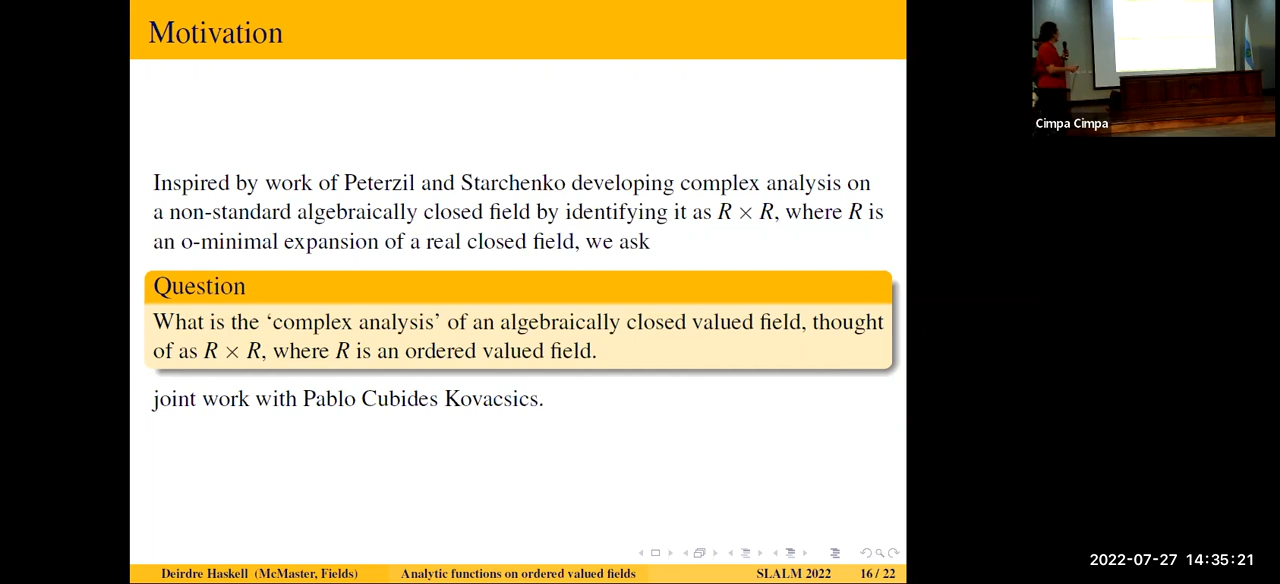 Motivation
Cimpa Cimpa
Inspired by work of Peterzil and Starchenko developing complex analysis on
a non-standard algebraically closed field by identifying it as R × R, where R is
an o-minimal expansion of a real closed field, we ask
Question
What is the ‘complex analysis’ of an algebraically closed valued field, thought
of as R × R, where R is an ordered valued field.
joint work with Pablo Cubides Kovacsics.
2022-07-27 14:35:21
Deirdre Haskell (McMaster, Fields) Analytic functions on ordered valued fields SLALM 2022 16 / 22